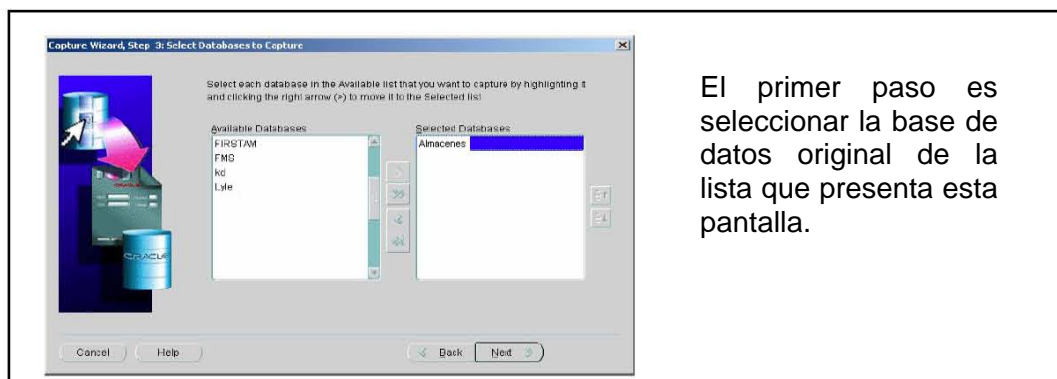 Capture Wizard, Step 3: Select Databases to Capture
Select each database in the Available list that you want to capture by highlighting it
and clicking the right arrow (>) to move it to the Selected list
Available Databases
FIRSTAM
FMS
kd
Lyle
Selected Databases
Almacenes
ORACLE
Cancel
Help
Back
Next
El primer paso es
seleccionar la base de
datos original de la
lista que presenta esta
pantalla.